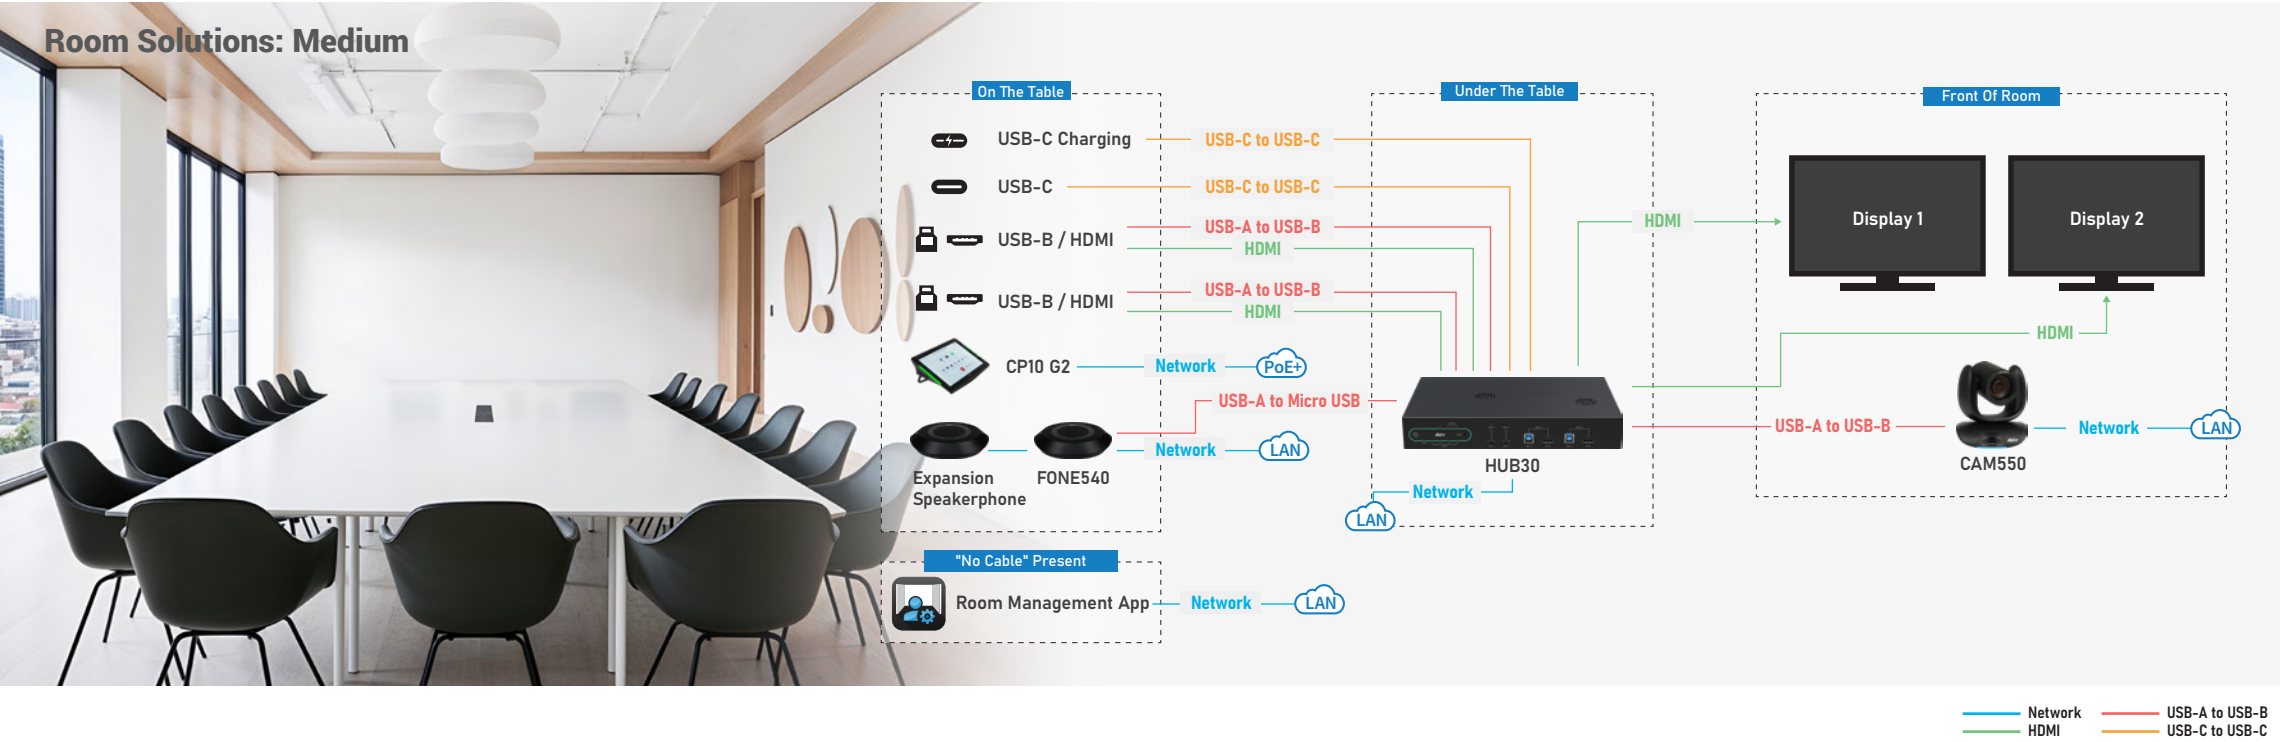 Room Solutions: Medium
On The Table
USB-C Charging
USB-C to USB-C
USB-C
USB-C to USB-C
USB-B / HDMI
USB-A to USB-B
HDMI
USB-B / HDMI
USB-A to USB-B
HDMI
CP10 G2
Network
PoE+
USB-A to Micro USB
Network
LAN
Expansion
Speakerphone
FONE540
"No Cable" Present
Room Management App
Network
LAN
Under The Table
HUB30
Network
LAN
Front Of Room
HDMI
Display 1
Display 2
HDMI
USB-A to USB-B
Network
LAN
CAM550
Network
USB-A to USB-B
HDMI
USB-C to USB-C